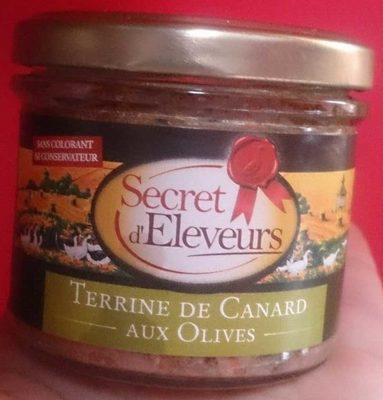 SANS COLORANT
NI CONSERVATEUR
Secret
d'Eleveurs
TERRINE DE CANARD
AUX OLIVES